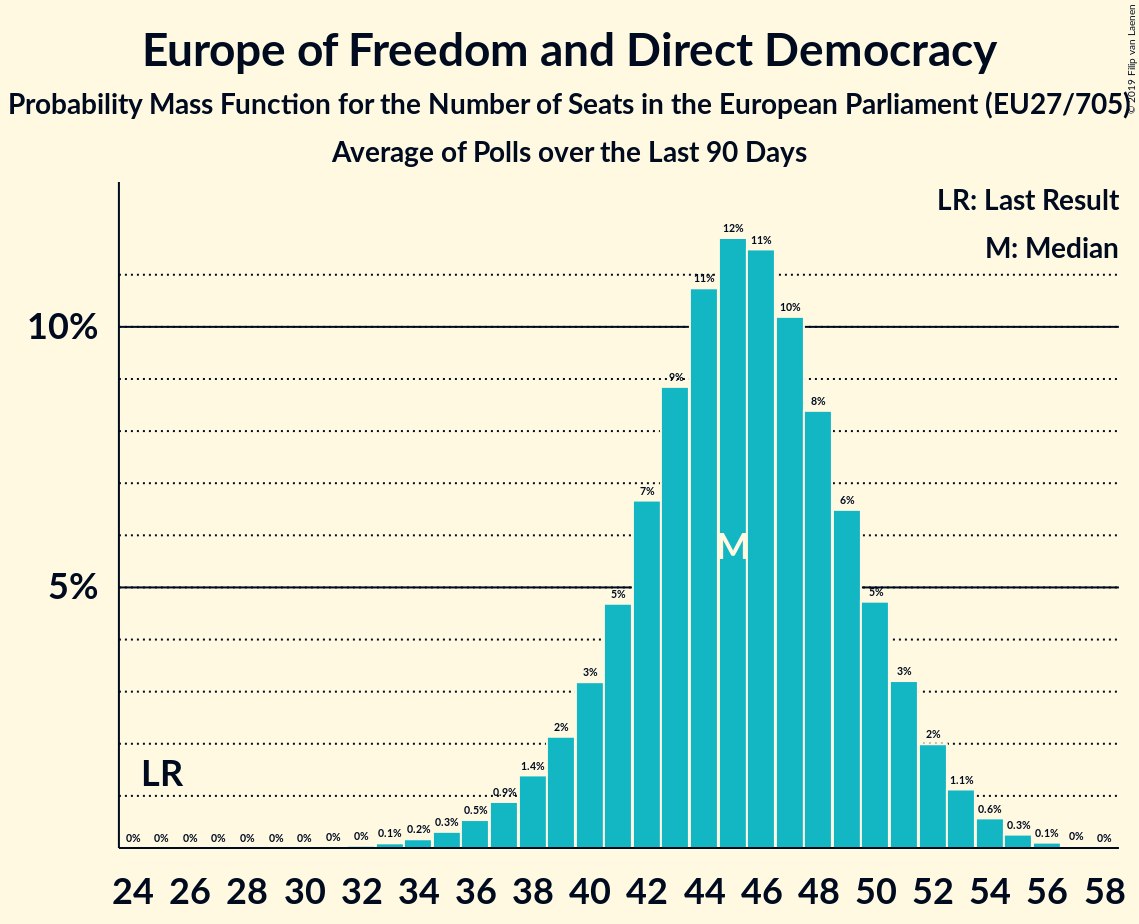 Europe of Freedom and Direct Democracy
Probability Mass Function for the Number of Seats in the European Parliament (EU27/705)
Average of Polls over the Last 90 Days
© 2019 Filip van Laenen
LR: Last Result
M: Median
10%
5%
0% 0% 0% 0% 0% 0% 0% 0% 0% 0.1% 0.2% 0.3% 0.5% 0.9% 1.4% 2% 3% 5% 7% 9% 11% 12% 11% 10% 8% 6% 5% 3% 2% 1.1% 0.6% 0.3% 0.1% 0% 0%
M
LR
24 26 28 30 32 34 36 38 40 42 44 46 48 50 52 54 56 58